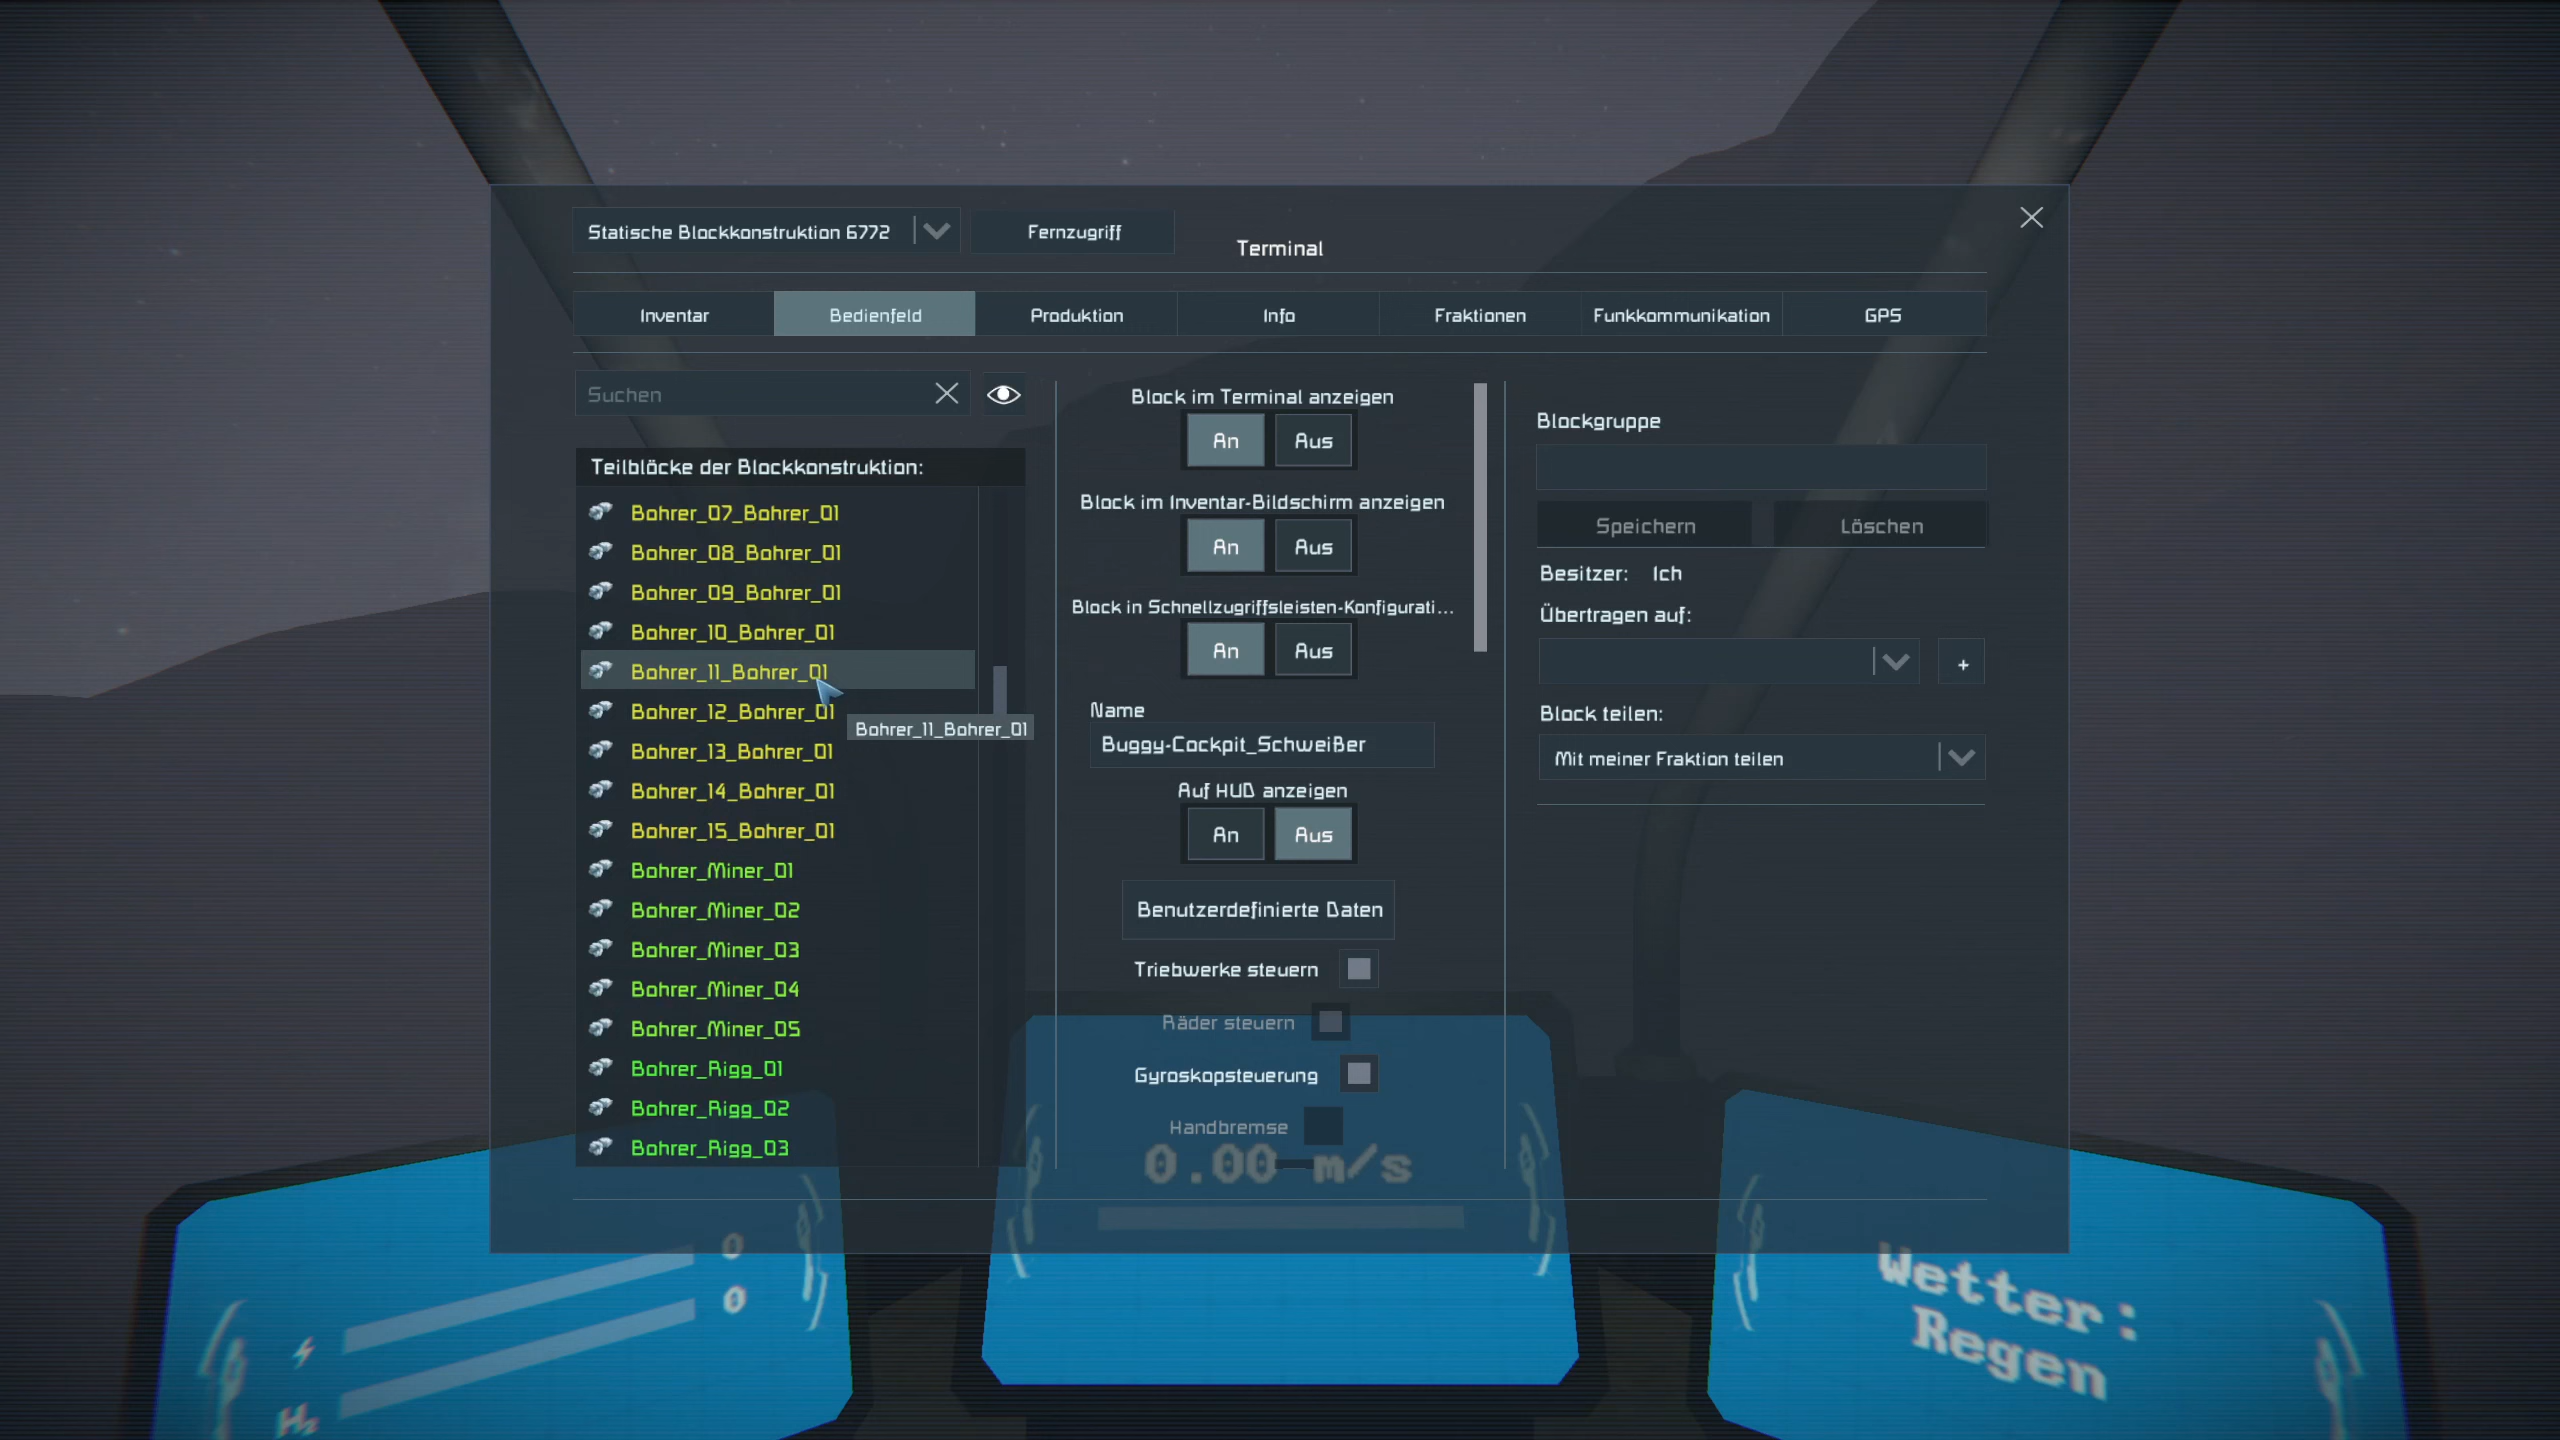 Statische Blockkonstruktion 6772
Fernzugriff
Terminal
Inventar
Bedienfeld
Produktion
Info
Fraktionen
Funkkommunikation
GPS
Suchen
Teilblöcke der Blockkonstruktion:
Bohrer_07_Bohrer_01
Bohrer_08_Bohrer_01
Bohrer_09_Bohrer_01
Bohrer_10_Bohrer_01
Bohrer_11_Bohrer_01
Bohrer_12_Bohrer_01
Bohrer_11_Bohrer_01
Bohrer_13_Bohrer_01
Bohrer_14_Bohrer_01
Bohrer_15_Bohrer_01
Bohrer_Miner_01
Bohrer_Miner_02
Bohrer_Miner_03
Bohrer_Miner_04
Bohrer_Miner_05
Bohrer_Rigg_01
Bohrer_Rigg_02
Bohrer_Rigg_03
Block im Terminal anzeigen
An Aus
Block im Inventar-Bildschirm anzeigen
An Aus
Block in Schnellzugriffsleisten-Konfigurati...
An Aus
Name
Buggy-Cockpit_Schweißer
Auf HUD anzeigen
An Aus
Benutzerdefinierte Daten
Triebwerke steuern
Räder steuern
Gyroskopsteuerung
Handbremse
Blockgruppe
Speichern
Löschen
Besitzer: Ich
Übertragen auf:
+
Block teilen:
Mit meiner Fraktion teilen
0.00 m/s
0
0
H2
Wetter:
Regen